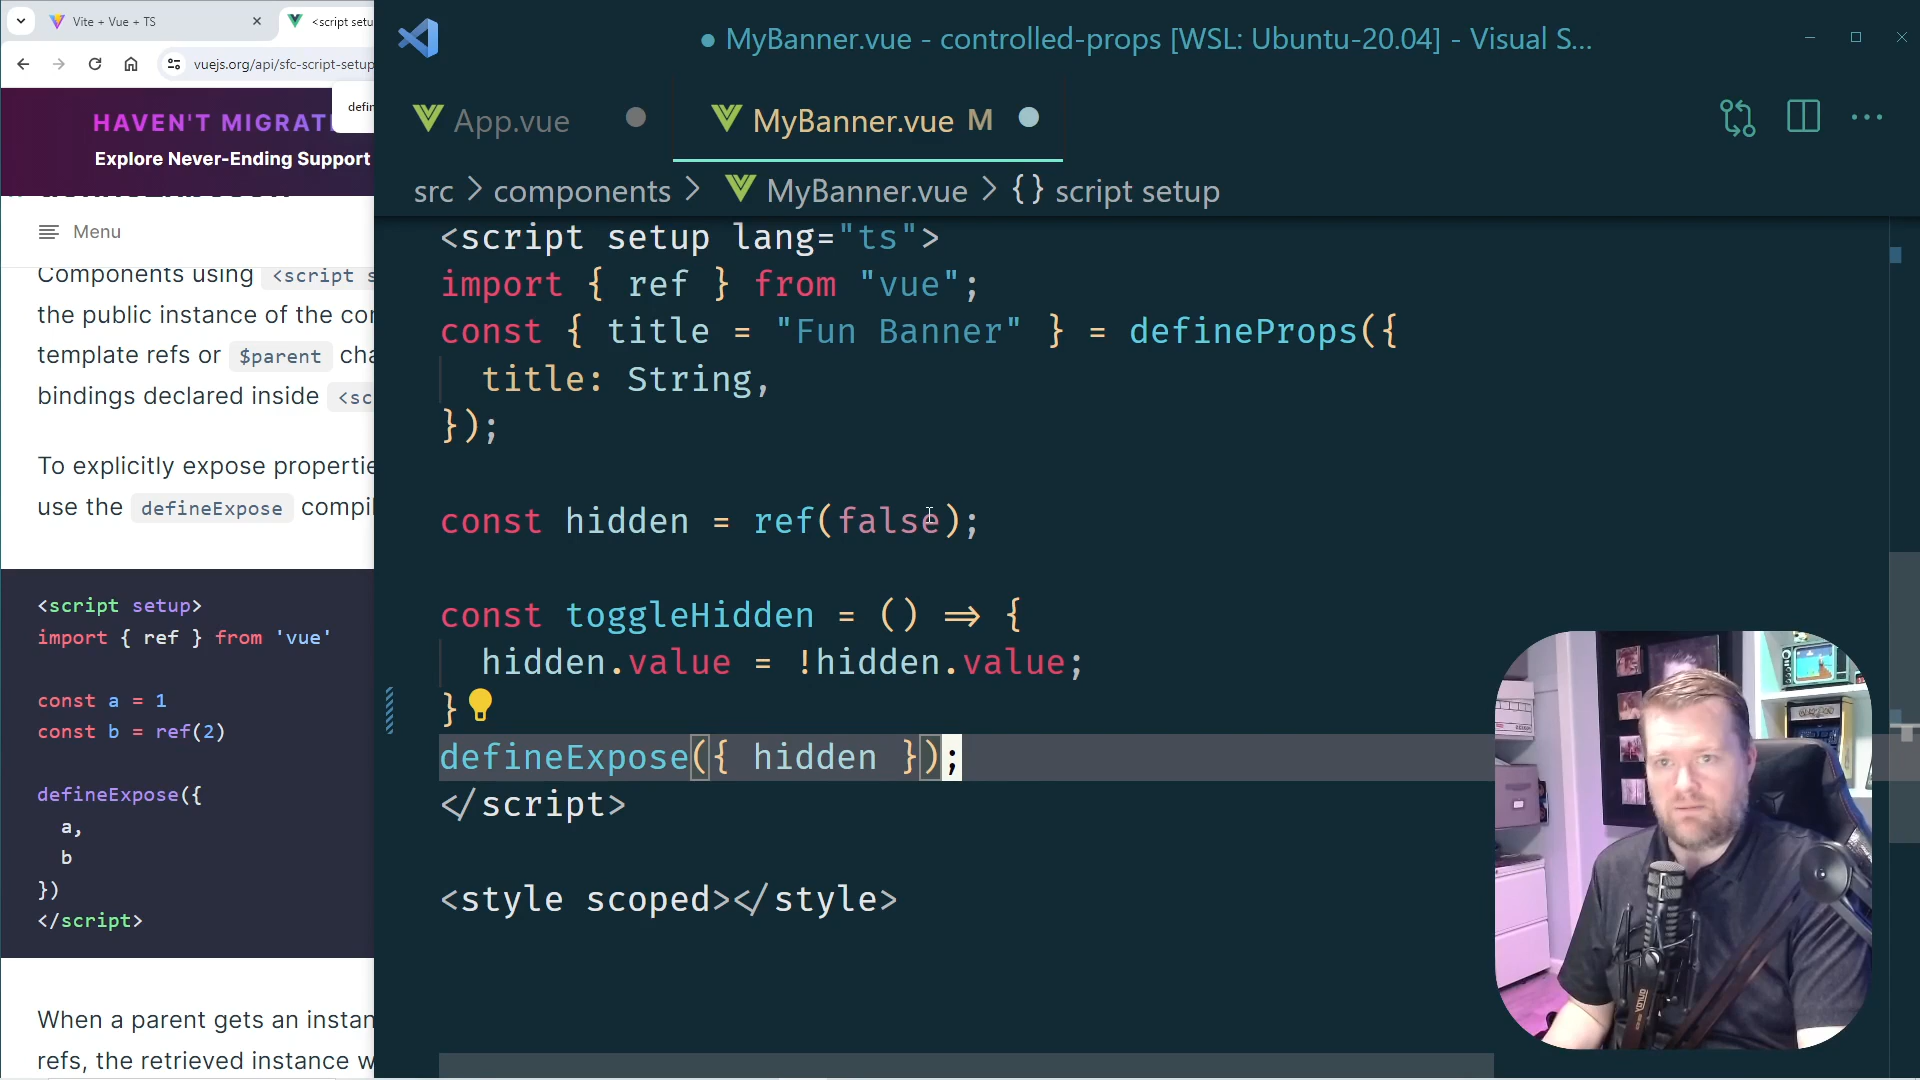 Vite + Vue + TS
<script setu
vuejs.org/api/sfc-script-setup
defin
HAVEN'T MIGRATI
Explore Never-Ending Support
Menu
Components using <script s
the public instance of the cor
template refs or $parent cha
bindings declared inside <sc
To explicitly expose propertie
use the defineExpose compil
<script setup>
import { ref } from 'vue'
const a = 1
const b = ref(2)
defineExpose({
a,
b
})
</script>
When a parent gets an instan
refs, the retrieved instance w
MyBanner.vue - controlled-props [WSL: Ubuntu-20.04] - Visual S...
App.vue
MyBanner.vue M
src > components > MyBanner.vue > {} script setup
<script setup lang="ts">
import { ref } from "vue";
const { title = "Fun Banner" } = defineProps({
title: String,
});
const hidden = ref(false);
const toggleHidden = () => {
hidden.value = !hidden.value;
}
defineExpose({ hidden });
</script>
<style scoped></style>